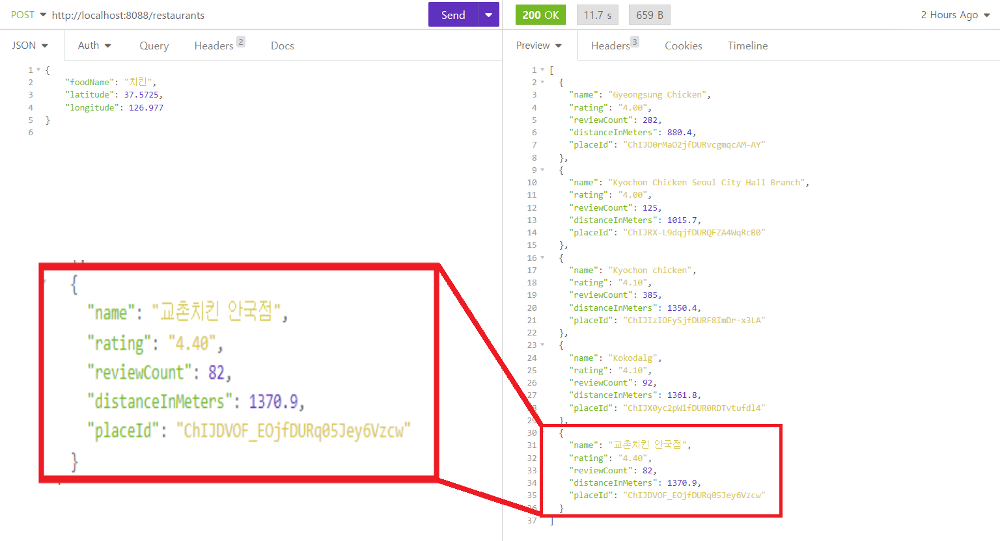 POST http://localhost:8088/restaurants Send
200 OK 11.7 s 659 B 2 Hours Ago
JSON Auth Query Headers 2 Docs
Preview Headers 3 Cookies Timeline
1 {
2 "foodName": "치킨",
3 "latitude": 37.5725,
4 "longitude": 126.977
5 }
6
{
"name": "교촌치킨 안국점",
"rating": "4.40",
"reviewCount": 82,
"distanceInMeters": 1370.9,
"placeId": "ChIJDVOF_EOjfDURq05Jey6Vzcw"
}
1 [
2 {
3 "name": "Gyeongsung Chicken",
4 "rating": "4.00",
5 "reviewCount": 282,
6 "distanceInMeters": 880.4,
7 "placeId": "ChIJO0rMaO2jfDURvcgmqcAM-AY"
8 },
9 {
10 "name": "Kyochon Chicken Seoul City Hall Branch",
11 "rating": "4.00",
12 "reviewCount": 125,
13 "distanceInMeters": 1015.7,
14 "placeId": "ChIJRX-L9dqjfDURQFZA4WqRcB0"
15 },
16 {
17 "name": "Kyochon chicken",
18 "rating": "4.10",
19 "reviewCount": 385,
20 "distanceInMeters": 1350.4,
21 "placeId": "ChIJIzIOFySjfDURF8ImDr-x3LA"
22 },
23 {
24 "name": "Kokodalg",
25 "rating": "4.10",
26 "reviewCount": 92,
27 "distanceInMeters": 1361.8,
28 "placeId": "ChIJX0yc2pWifDUR0RDTvtufdl4"
29 },
30 {
31 "name": "교촌치킨 안국점",
32 "rating": "4.40",
33 "reviewCount": 82,
34 "distanceInMeters": 1370.9,
35 "placeId": "ChIJDVOF_EOjfDURq05Jey6Vzcw"
36 }
37 ]